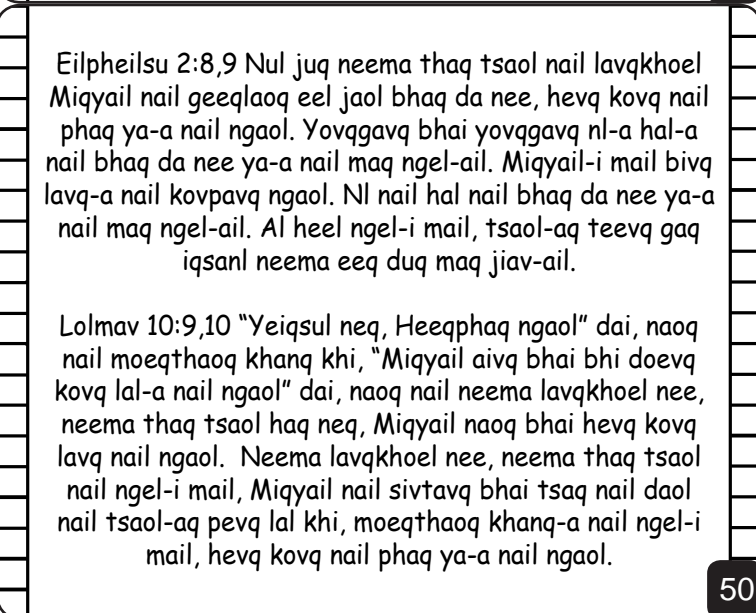 Eilpheilsu 2:8,9 Nul juq neema thaq tsaol nail lavqkhoel
Miqyail nail geeqlaoq eel jaol bhaq da nee, hevq kovq nail
phaq ya-a nail ngaol. Yovqgavq bhai yovqgavq nl-a hal-a
nail bhaq da nee ya-a nail maq ngel-ail. Miqyail-i mail bivq
lavq-a nail kovpavq ngaol. Nl nail hal nail bhaq da nee ya-a
nail maq ngel-ail. Al heel ngel-i mail, tsaol-aq teevq gaq
iqsanl neema eeq duq maq jiav-ail.
Lolmav 10:9,10 “Yeiqsul neq, Heeqphaq ngaol” dai, naoq
nail moeqthaoq khanq khi, “Miqyail aivq bhai bhi doevq
kovq lal-a nail ngaol” dai, naoq nail neema lavqkhoel nee,
neema thaq tsaol haq neq, Miqyail naoq bhai hevq kovq
lavq nail ngaol. Neema lavqkhoel nee, neema thaq tsaol
nail ngel-i mail, Miqyail nail sivtavq bhai tsaq nail daol
nail tsaol-aq pevq lal khi, moeqthaoq khanq-a nail ngel-i
mail, hevq kovq nail phaq ya-a nail ngaol.
50